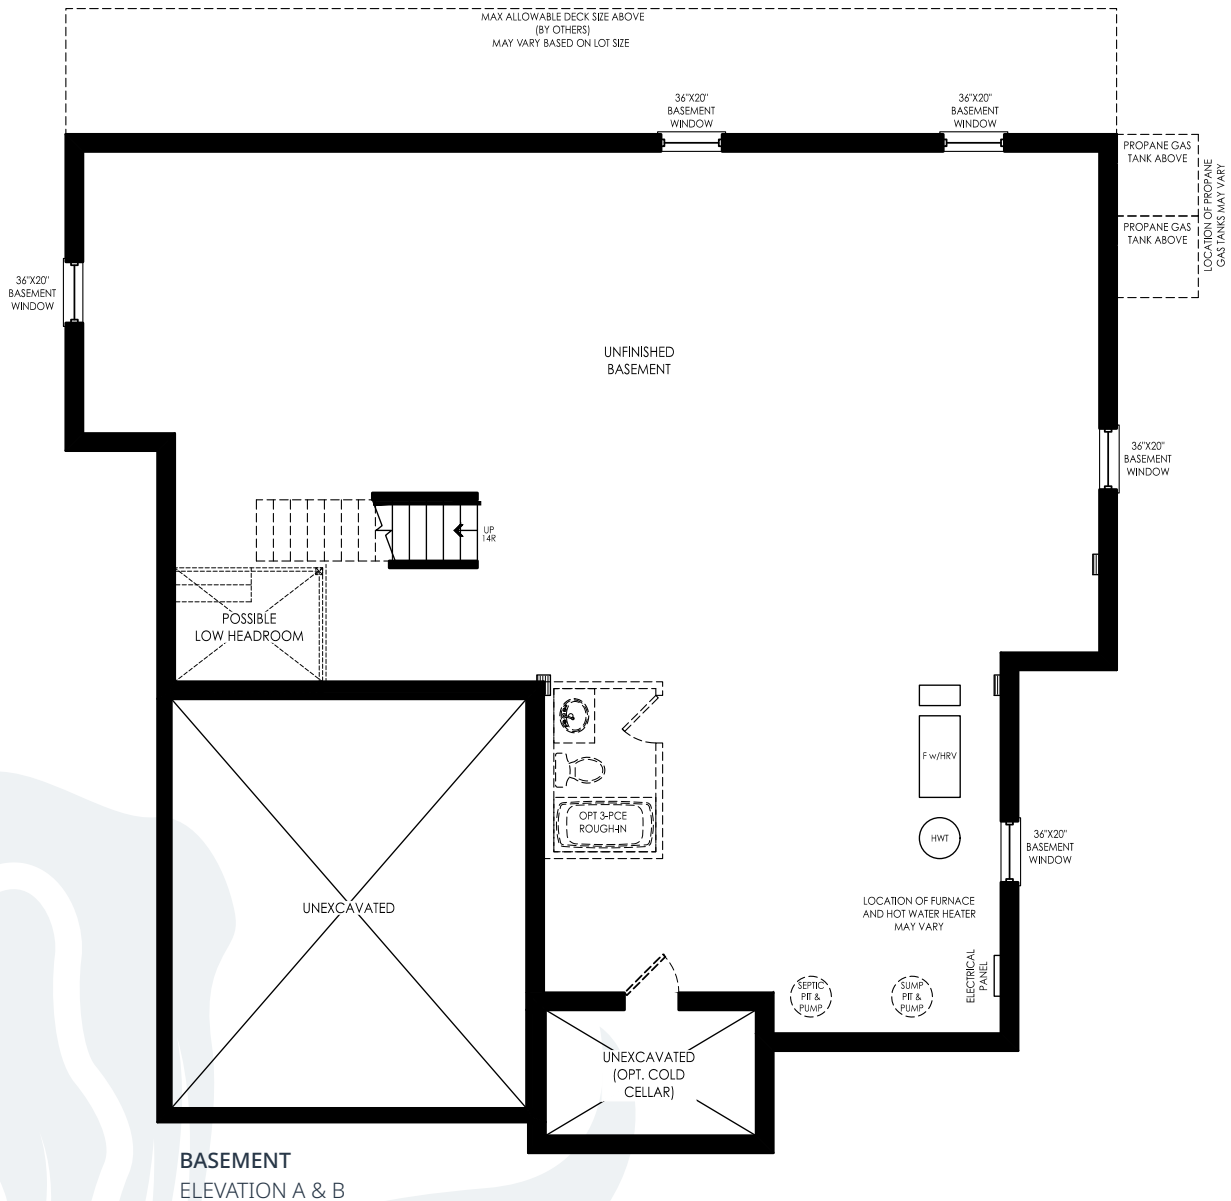 MAX ALLOWABLE DECK SIZE ABOVE
(BY OTHERS)
MAY VARY BASED ON LOT SIZE
36"X20"
BASEMENT
WINDOW
36"X20"
BASEMENT
WINDOW
PROPANE GAS
TANK ABOVE
PROPANE GAS
TANK ABOVE
LOCATION OF PROPANE
GAS TANKS MAY VARY
36"X20"
BASEMENT
WINDOW
UNFINISHED
BASEMENT
36"X20"
BASEMENT
WINDOW
UP
14R
POSSIBLE
LOW HEADROOM
F w/HRV
OPT 3-PCE
ROUGH-IN
HWT
36"X20"
BASEMENT
WINDOW
UNEXCAVATED
LOCATION OF FURNACE
AND HOT WATER HEATER
MAY VARY
ELECTRICAL
PANEL
SEPTIC
PIT &
PUMP
SUMP
PIT &
PUMP
UNEXCAVATED
(OPT. COLD
CELLAR)
BASEMENT
ELEVATION A & B